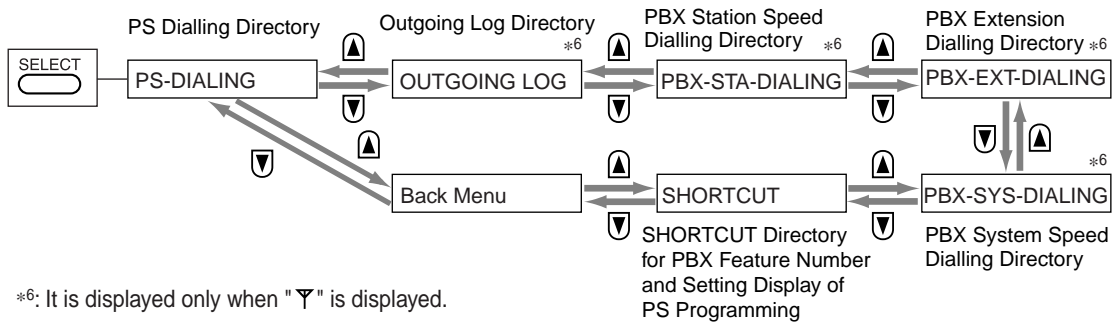 PS Dialling Directory
Outgoing Log Directory
*6
PBX Station Speed
Dialling Directory *6
PBX Extension
Dialling Directory *6
SELECT
PS-DIALING
OUTGOING LOG
PBX-STA-DIALING
PBX-EXT-DIALING
*6
Back Menu
SHORTCUT
PBX-SYS-DIALING
SHORTCUT Directory
for PBX Feature Number
and Setting Display of
PS Programming
PBX System Speed
Dialling Directory
*6: It is displayed only when " " is displayed.